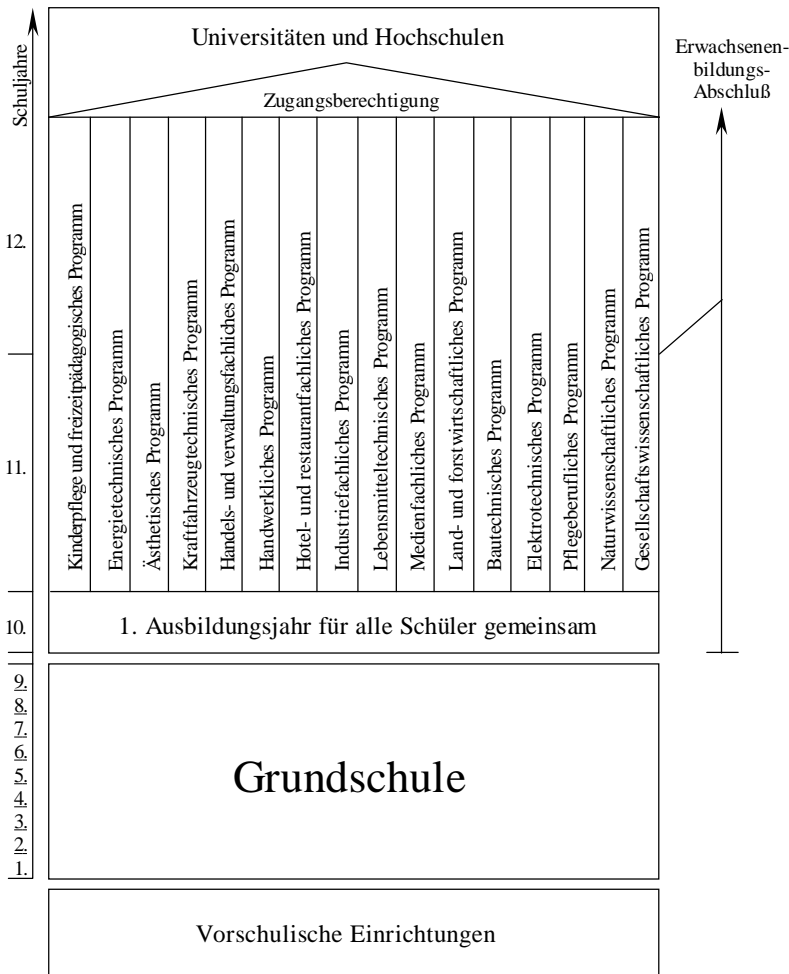 Schuljahre
Universitäten und Hochschulen
Zugangsberechtigung
Erwachsenen-
bildungs-
Abschluß
12.
11.
10.
Kinderpflege und freizeitpädagogisches Programm
Energietechnisches Programm
Ästhetisches Programm
Kraftfahrzeugtechnisches Programm
Handels- und verwaltungsfachliches Programm
Handwerkliches Programm
Hotel- und restaurantfachliches Programm
Industriefachliches Programm
Lebensmitteltechnisches Programm
Medienfachliches Programm
Land- und forstwirtschaftliches Programm
Bautechnisches Programm
Elektrotechnisches Programm
Pflegeberufliches Programm
Naturwissenschaftliches Programm
Gesellschaftswissenschaftliches Programm
1. Ausbildungsjahr für alle Schüler gemeinsam
9.
8.
7.
6.
5.
4.
3.
2.
1.
Grundschule
Vorschulische Einrichtungen